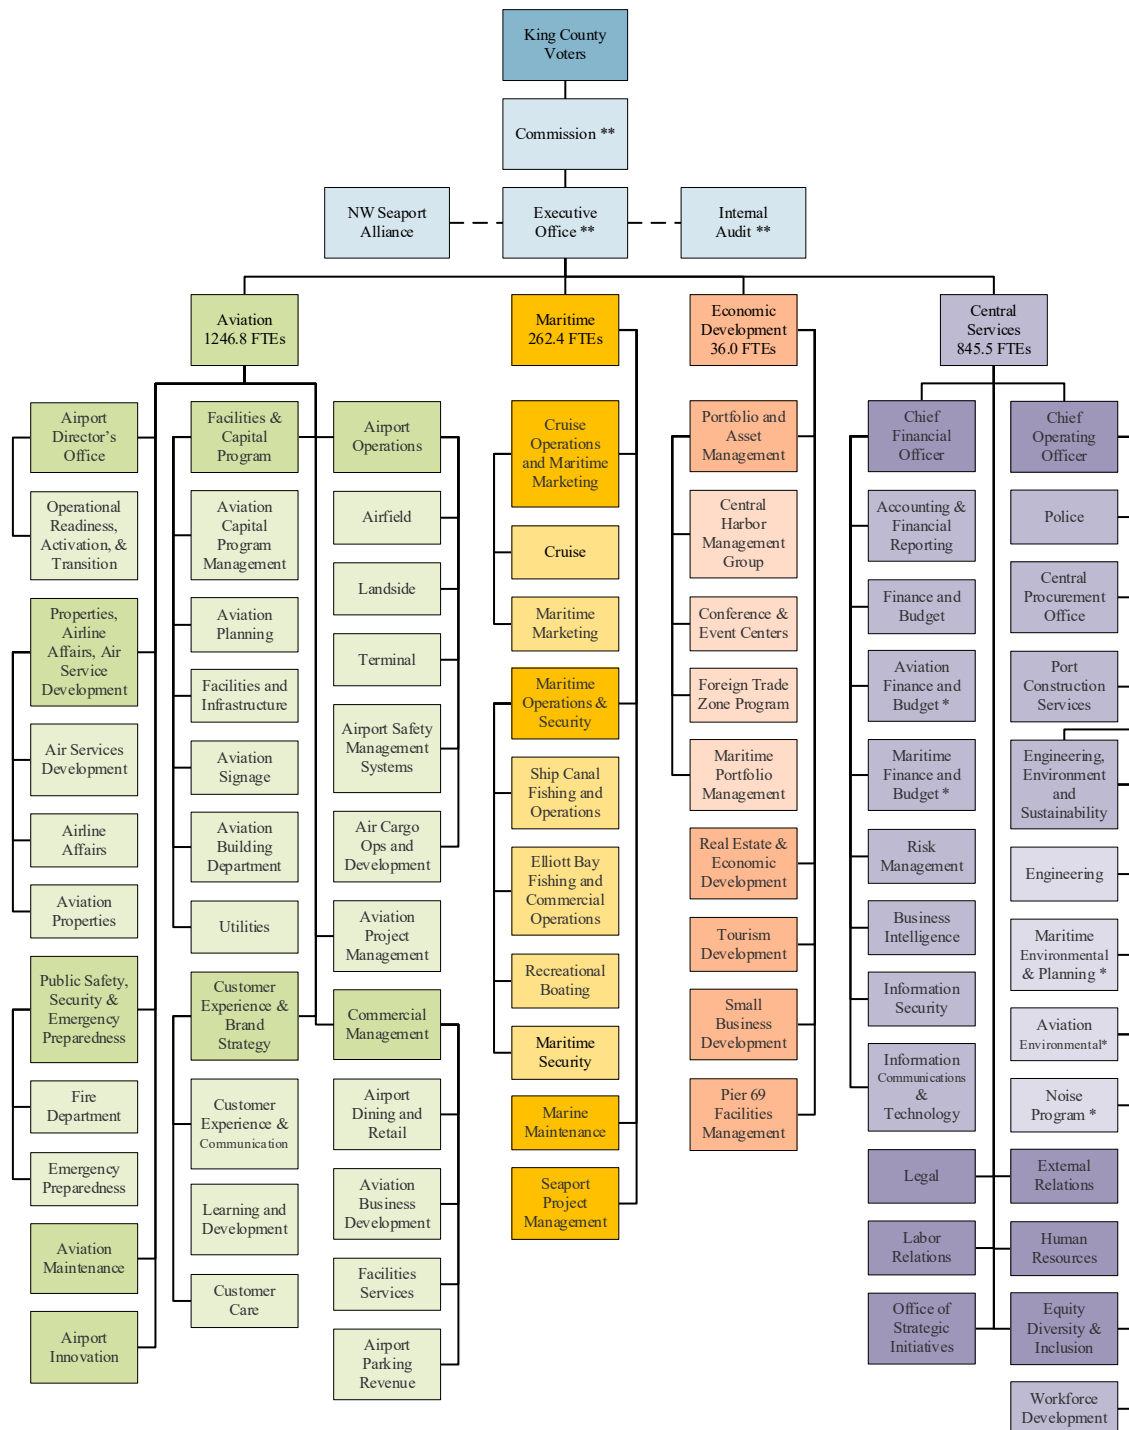 King County
Voters
Commission **
NW Seaport
Alliance
Executive
Office **
Internal
Audit **
Aviation
1246.8 FTEs
Maritime
262.4 FTEs
Economic
Development
36.0 FTEs
Central
Services
845.5 FTEs
Airport
Director's
Office
Operational
Readiness,
Activation, &
Transition
Properties,
Airline
Affairs, Air
Service
Development
Air Services
Development
Airline
Affairs
Aviation
Properties
Public Safety,
Security &
Emergency
Preparedness
Fire
Department
Emergency
Preparedness
Aviation
Maintenance
Airport
Innovation
Facilities &
Capital
Program
Aviation
Capital
Program
Management
Aviation
Planning
Facilities and
Infrastructure
Aviation
Signage
Aviation
Building
Department
Utilities
Customer
Experience &
Brand
Strategy
Customer
Experience &
Communication
Learning and
Development
Customer
Care
Airport
Operations
Airfield
Landside
Terminal
Airport Safety
Management
Systems
Air Cargo
Ops and
Development
Aviation
Project
Management
Commercial
Management
Airport
Dining and
Retail
Aviation
Business
Development
Facilities
Services
Airport
Parking
Revenue
Cruise
Operations
and Maritime
Marketing
Cruise
Maritime
Marketing
Maritime
Operations &
Security
Ship Canal
Fishing and
Operations
Elliott Bay
Fishing and
Commercial
Operations
Recreational
Boating
Maritime
Security
Marine
Maintenance
Seaport
Project
Management
Portfolio and
Asset
Management
Central
Harbor
Management
Group
Conference &
Event Centers
Foreign Trade
Zone Program
Maritime
Portfolio
Management
Real Estate &
Economic
Development
Tourism
Development
Small
Business
Development
Pier 69
Facilities
Management
Chief
Financial
Officer
Accounting &
Financial
Reporting
Finance and
Budget
Aviation
Finance and
Budget *
Maritime
Finance and
Budget *
Risk
Management
Business
Intelligence
Information
Security
Information
Communications
&
Technology
Legal
Labor
Relations
Office of
Strategic
Initiatives
Chief
Operating
Officer
Police
Central
Procurement
Office
Port
Construction
Services
Engineering,
Environment
and
Sustainability
Engineering
Maritime
Environmental
& Planning *
Aviation
Environmental*
Noise
Program *
External
Relations
Human
Resources
Equity
Diversity &
Inclusion
Workforce
Development